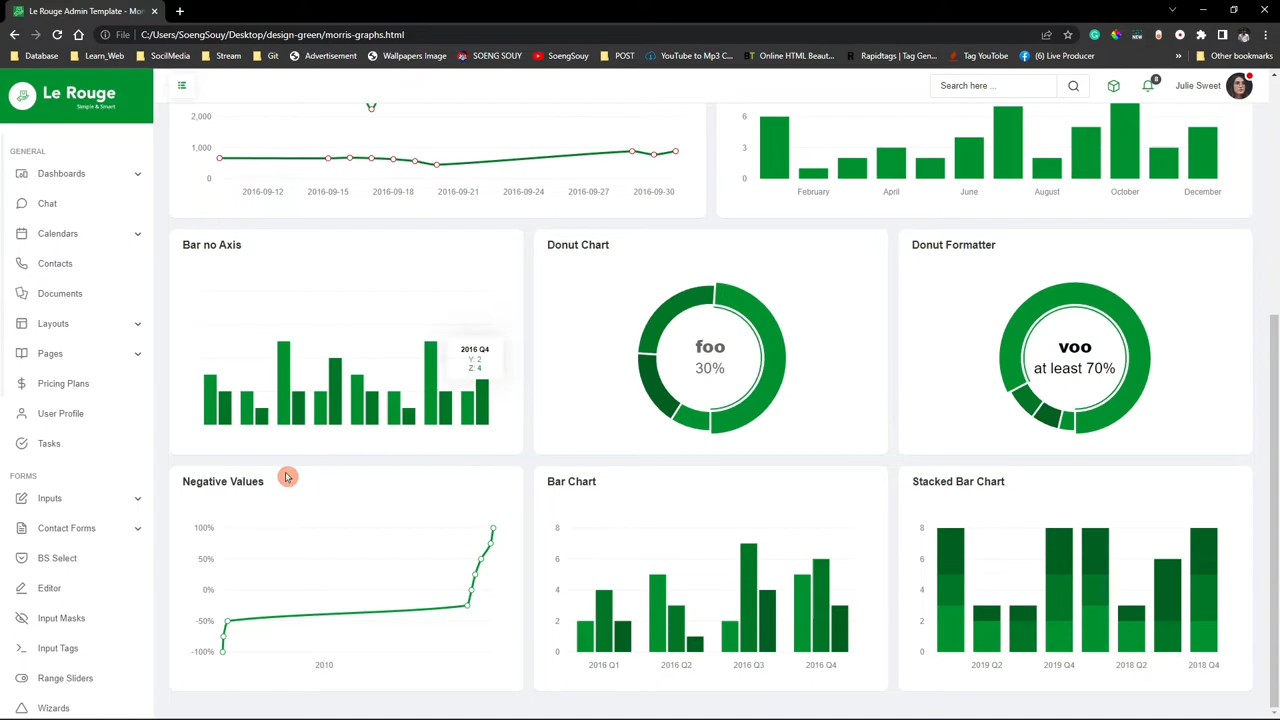 Le Rouge Admin Template - Mor
File | C:/Users/SoengSouy/Desktop/design-green/morris-graphs.html
Database Learn_Web SocilMedia Stream Advertisement Wallpapers Image SOENG SOUY SoengSouy POST YouTube to Mp3 C... Online HTML Beautif... Rapidtags | Tag Gen... Tag YouTube (8) Live Producer » Other bookmarks
Le Rouge
Simple & Smart
Search here ...
8
Julie Sweet
GENERAL
Dashboards
Chat
Calendars
Contacts
Documents
Layouts
Pages
Pricing Plans
User Profile
Tasks
FORMS
Inputs
Contact Forms
BS Select
Editor
Input Masks
Input Tags
Range Sliders
Wizards
2,000
1,000
0
2016-09-12 2016-09-15 2016-09-18 2016-09-21 2016-09-24 2016-09-27 2016-09-30
6
3
0
February April June August October December
Bar no Axis
2016 Q4
Y: 2
Z: 4
Donut Chart
foo
30%
Donut Formatter
voo
at least 70%
Negative Values
100%
50%
0%
-50%
-100%
2010
Bar Chart
8
6
4
2
0
2016 Q1 2016 Q2 2016 Q3 2016 Q4
Stacked Bar Chart
8
6
4
2
0
2019 Q2 2019 Q4 2018 Q2 2018 Q4